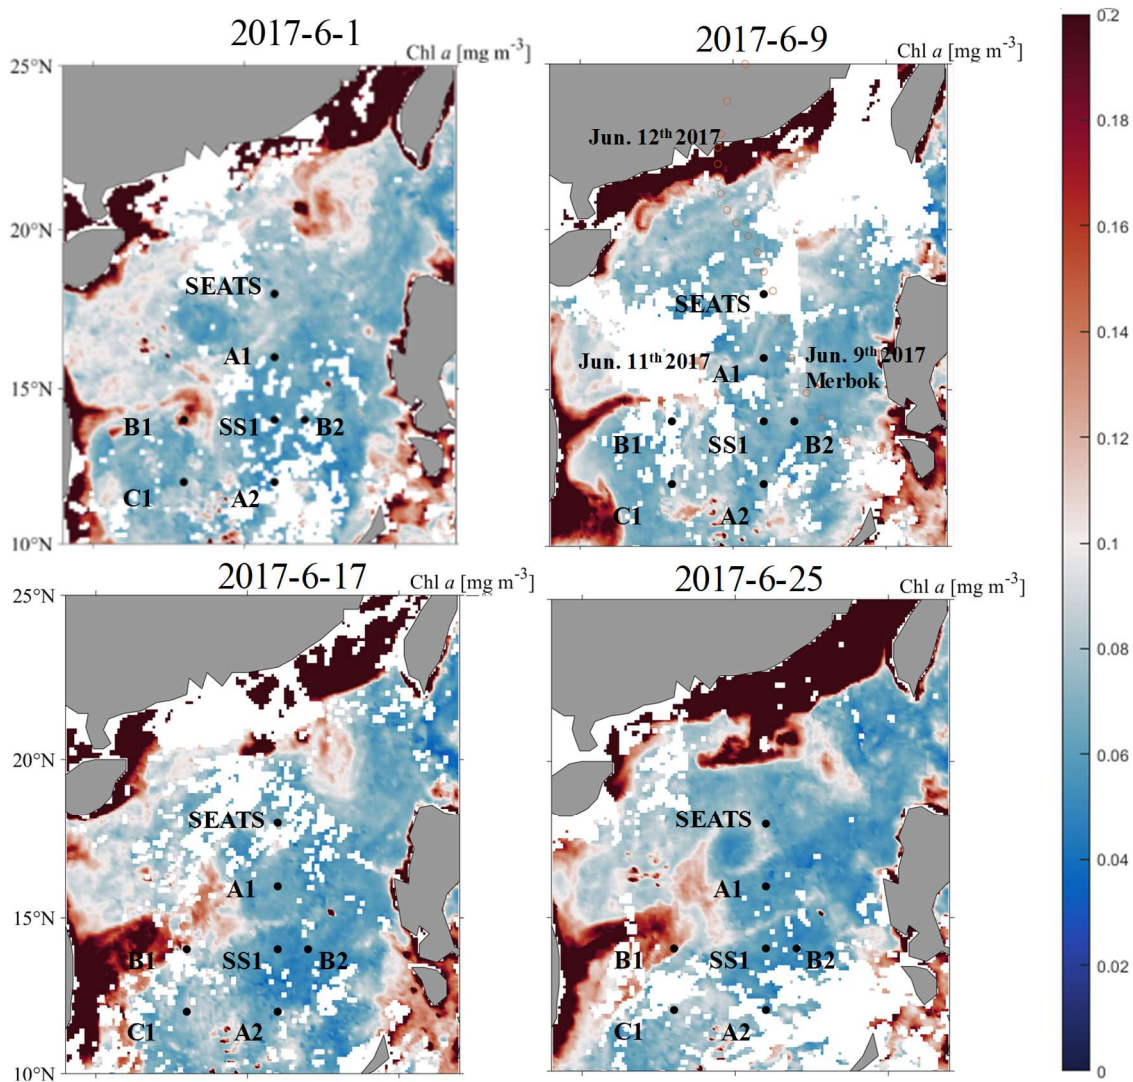 2017-6-1
Chl a [mg m-3]
25°N
20°N
15°N
10°N
SEATS
A1
B1
SS1
B2
C1
A2
2017-6-9
Chl a [mg m-3]
Jun. 12th 2017
SEATS
Jun. 11th 2017
A1
Jun. 9th 2017
Merbok
B1
SS1
B2
C1
A2
2017-6-17
Chl a [mg m-3]
25°N
20°N
15°N
10°N
SEATS
A1
B1
SS1
B2
C1
A2
2017-6-25
Chl a [mg m-3]
SEATS
A1
B1
SS1
B2
C1
A2
0.2
0.18
0.16
0.14
0.12
0.1
0.08
0.06
0.04
0.02
0